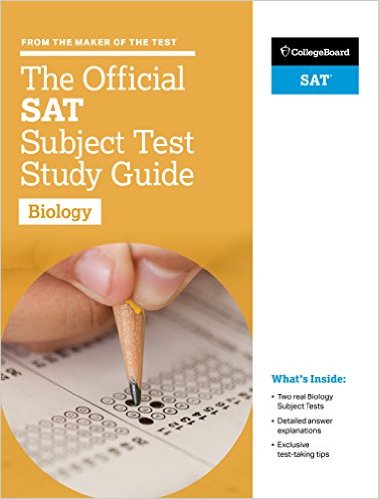 FROM THE MAKER OF THE TEST
The Official
SAT
Subject Test
Study Guide
Biology
CollegeBoard
SAT®
What's Inside:
• Two real Biology
Subject Tests
• Detailed answer
explanations
• Exclusive
test-taking tips